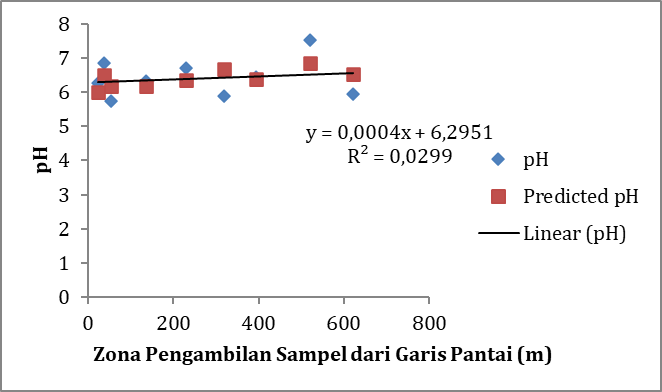 8
7
6
5
4
3
2
1
0
pH
y = 0,0004x + 6,2951
R² = 0,0299
pH
Predicted pH
Linear (pH)
0 200 400 600 800
Zona Pengambilan Sampel dari Garis Pantai (m)